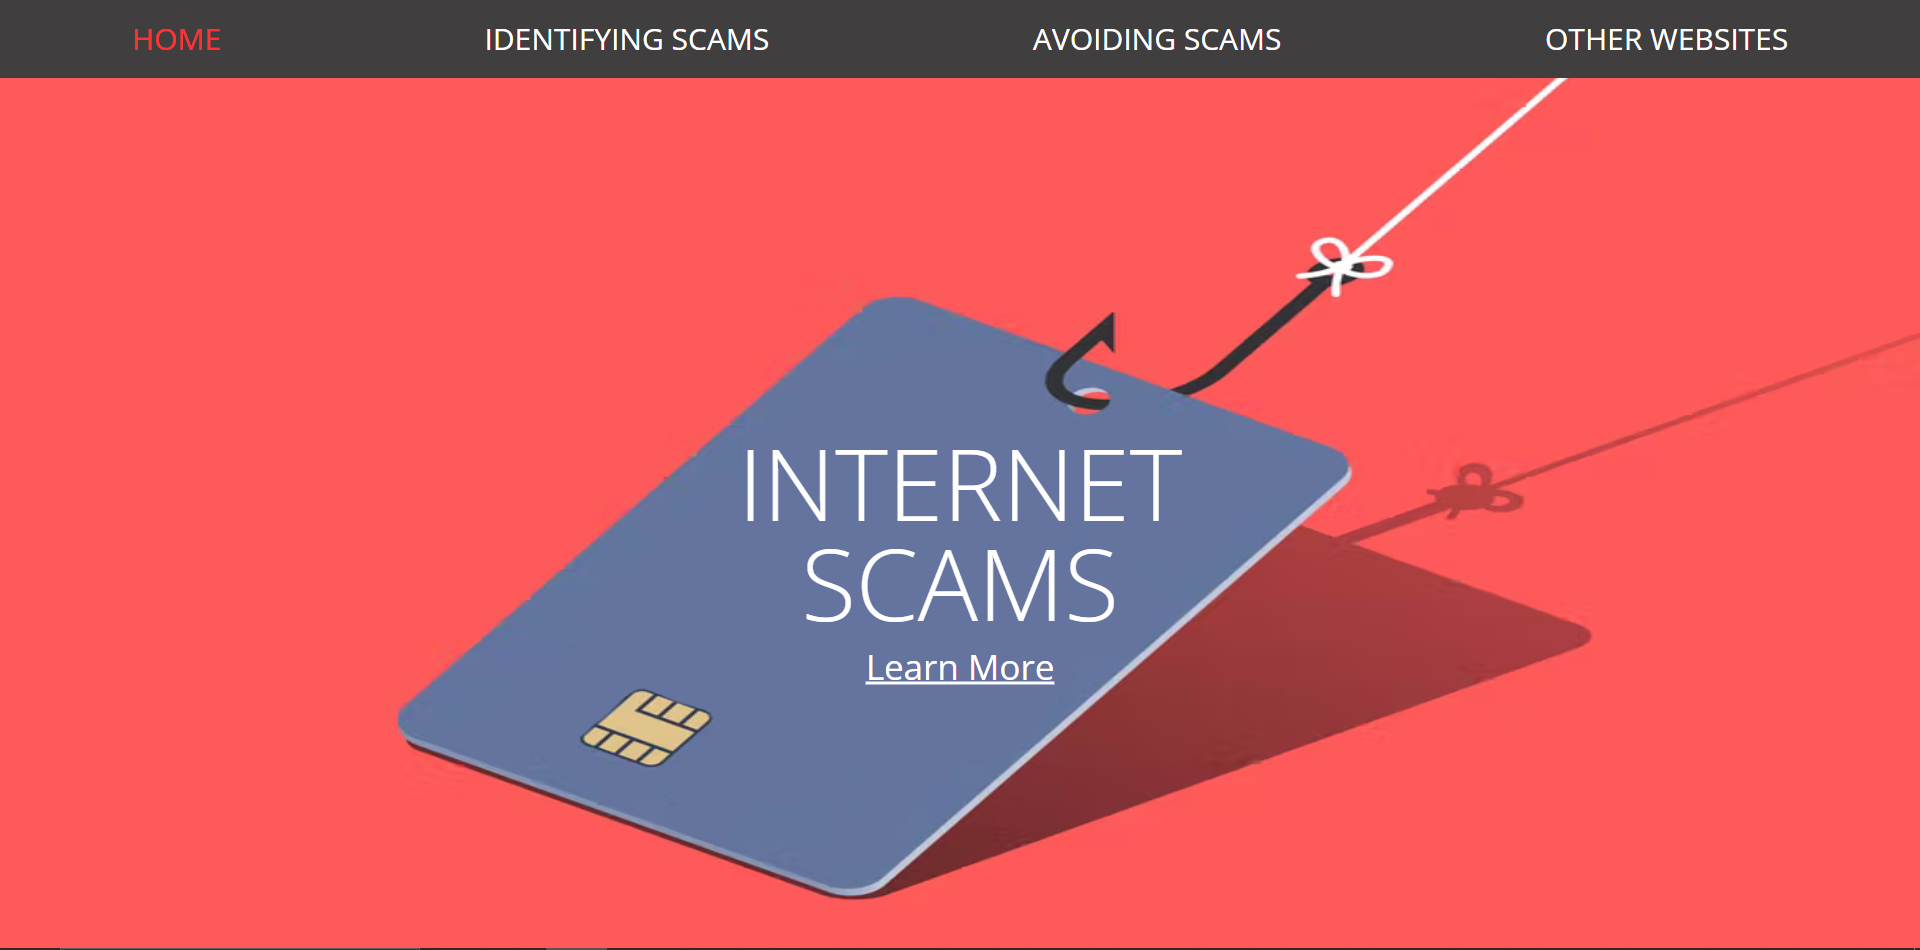 HOME IDENTIFYING SCAMS AVOIDING SCAMS OTHER WEBSITES
INTERNET
SCAMS
Learn More